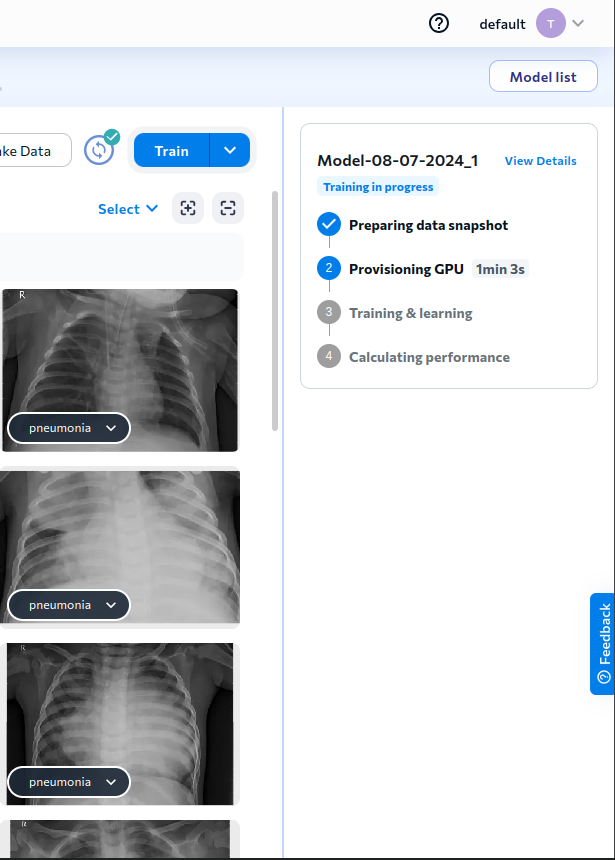 default
T
Model list
ke Data
Train
Model-08-07-2024_1
View Details
Training in progress
Select
Preparing data snapshot
2
Provisioning GPU
1min 3s
3
Training & learning
4
Calculating performance
R
pneumonia
pneumonia
pneumonia
Feedback